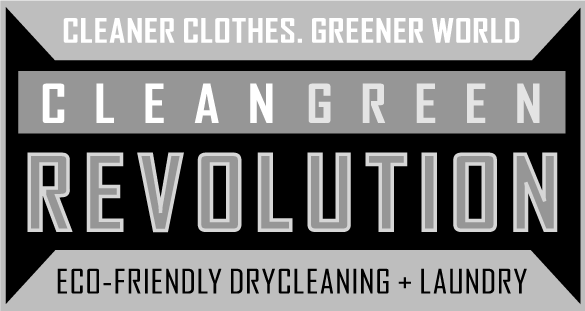 CLEANER CLOTHES. GREENER WORLD
CLEANGREEN
REVOLUTION
ECO-FRIENDLY DRYCLEANING + LAUNDRY